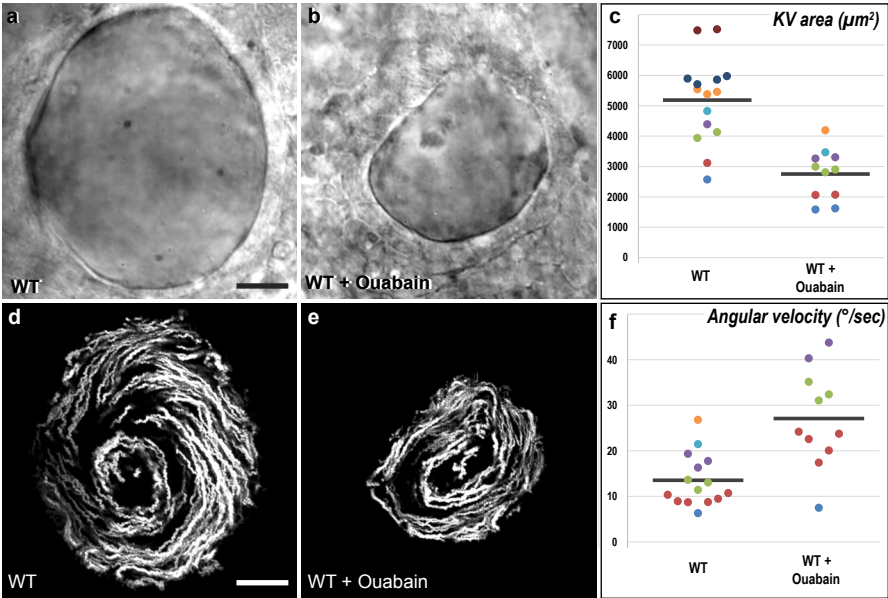 a
WT
b
WT + Ouabain
c
KV area (µm²)
7000
6000
5000
4000
3000
2000
1000
0
WT
WT +
Ouabain
d
WT
e
WT + Ouabain
f
Angular velocity (°/sec)
40
30
20
10
0
WT
WT +
Ouabain